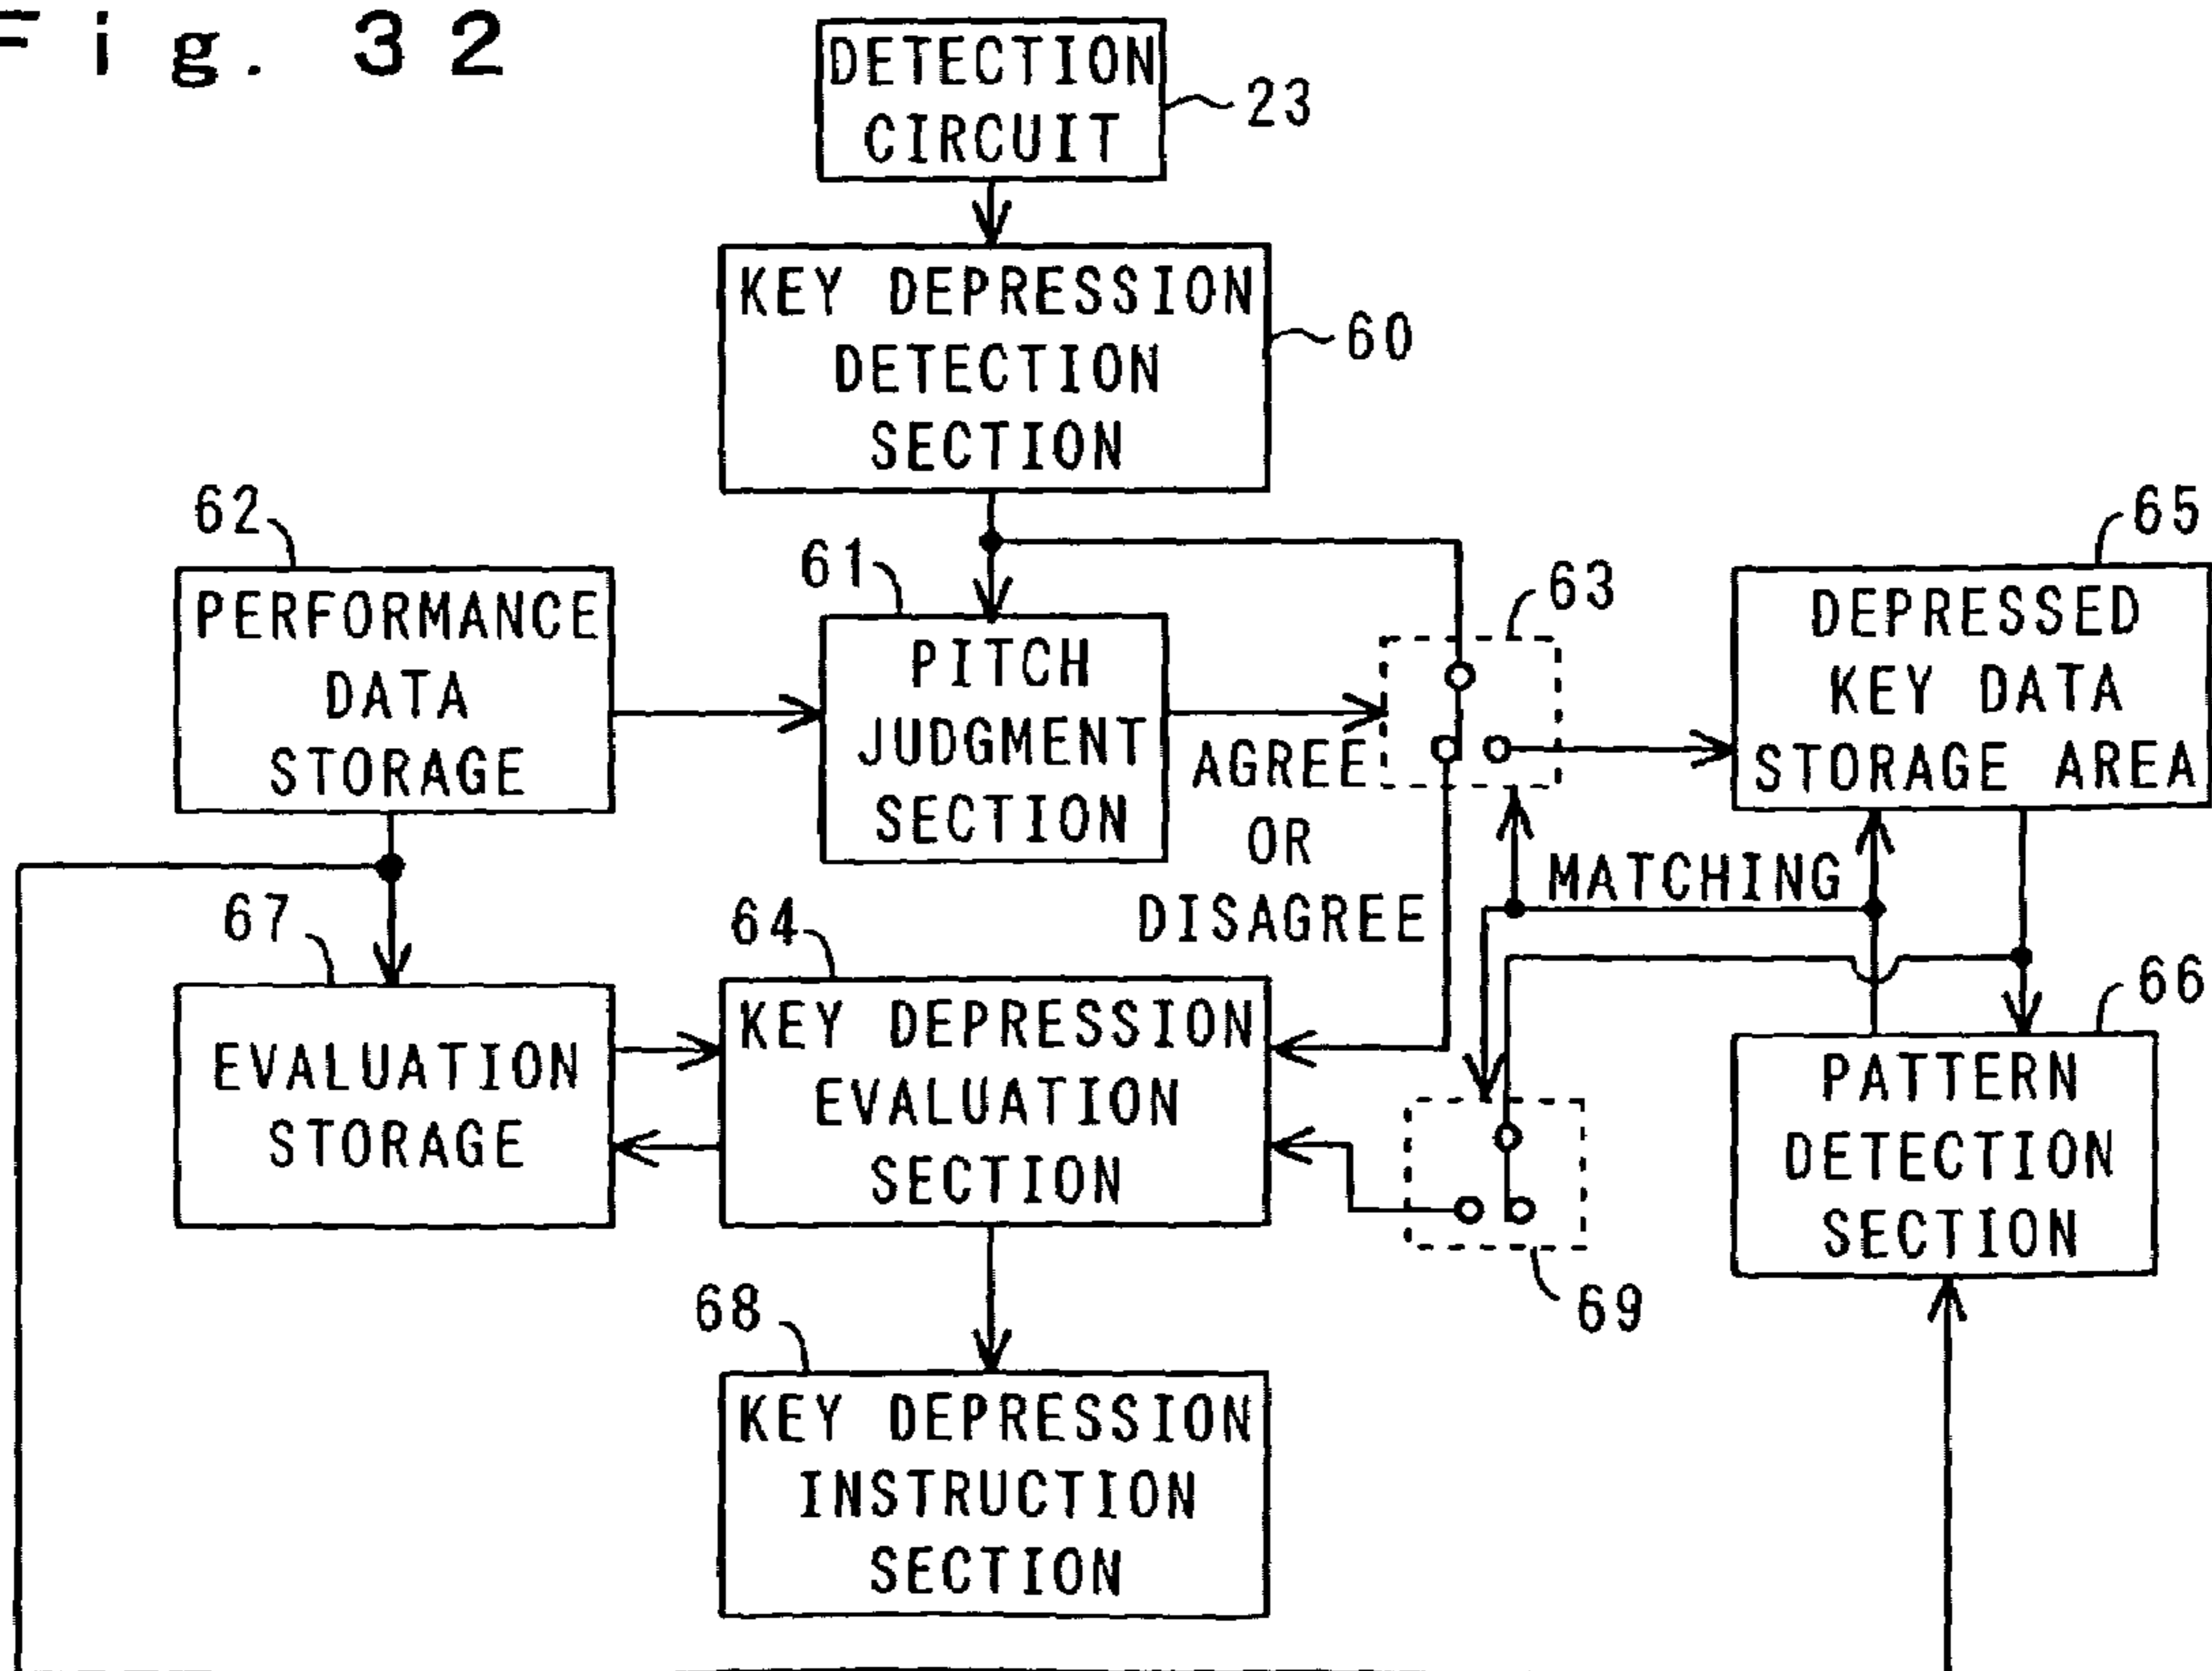 Fig. 32
DETECTION
CIRCUIT
23
KEY DEPRESSION
DETECTION
SECTION
60
62
PERFORMANCE
DATA
STORAGE
61
PITCH
JUDGMENT
SECTION
AGREE
OR
DISAGREE
63
65
DEPRESSED
KEY DATA
STORAGE AREA
MATCHING
67
EVALUATION
STORAGE
64
KEY DEPRESSION
EVALUATION
SECTION
69
66
PATTERN
DETECTION
SECTION
68
KEY DEPRESSION
INSTRUCTION
SECTION